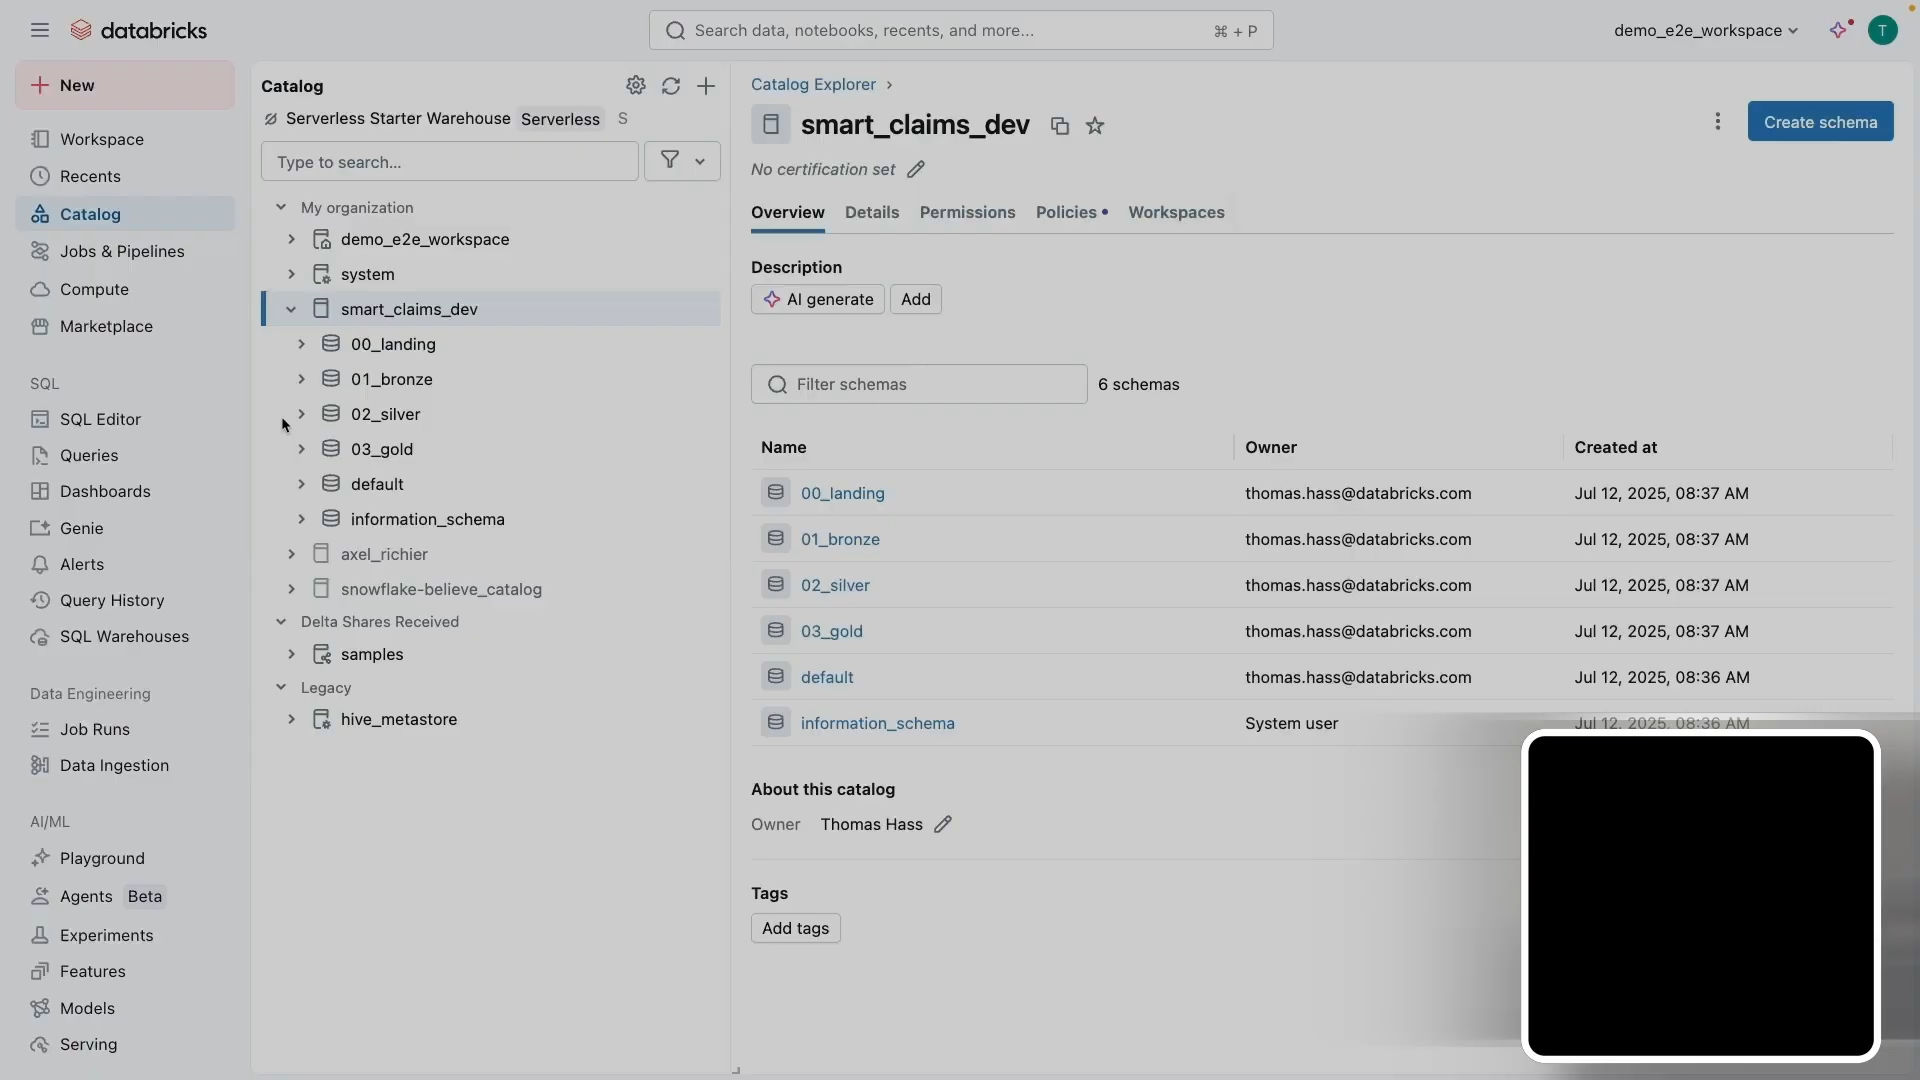 databricks
Search data, notebooks, recents, and more...
⌘ + P
demo_e2e_workspace
T
New
Workspace
Recents
Catalog
Jobs & Pipelines
Compute
Marketplace
SQL
SQL Editor
Queries
Dashboards
Genie
Alerts
Query History
SQL Warehouses
Data Engineering
Job Runs
Data Ingestion
AI/ML
Playground
Agents Beta
Experiments
Features
Models
Serving
Catalog
Serverless Starter Warehouse Serverless S
Type to search...
My organization
demo_e2e_workspace
system
smart_claims_dev
00_landing
01_bronze
02_silver
03_gold
default
information_schema
axel_richier
snowflake-believe_catalog
Delta Shares Received
samples
Legacy
hive_metastore
Catalog Explorer ›
smart_claims_dev
Create schema
No certification set
Overview Details Permissions Policies Workspaces
Description
AI generate Add
Filter schemas 6 schemas
Name Owner Created at
00_landing thomas.hass@databricks.com Jul 12, 2025, 08:37 AM
01_bronze thomas.hass@databricks.com Jul 12, 2025, 08:37 AM
02_silver thomas.hass@databricks.com Jul 12, 2025, 08:37 AM
03_gold thomas.hass@databricks.com Jul 12, 2025, 08:37 AM
default thomas.hass@databricks.com Jul 12, 2025, 08:36 AM
information_schema System user Jul 12, 2025, 08:36 AM
About this catalog
Owner Thomas Hass
Tags
Add tags